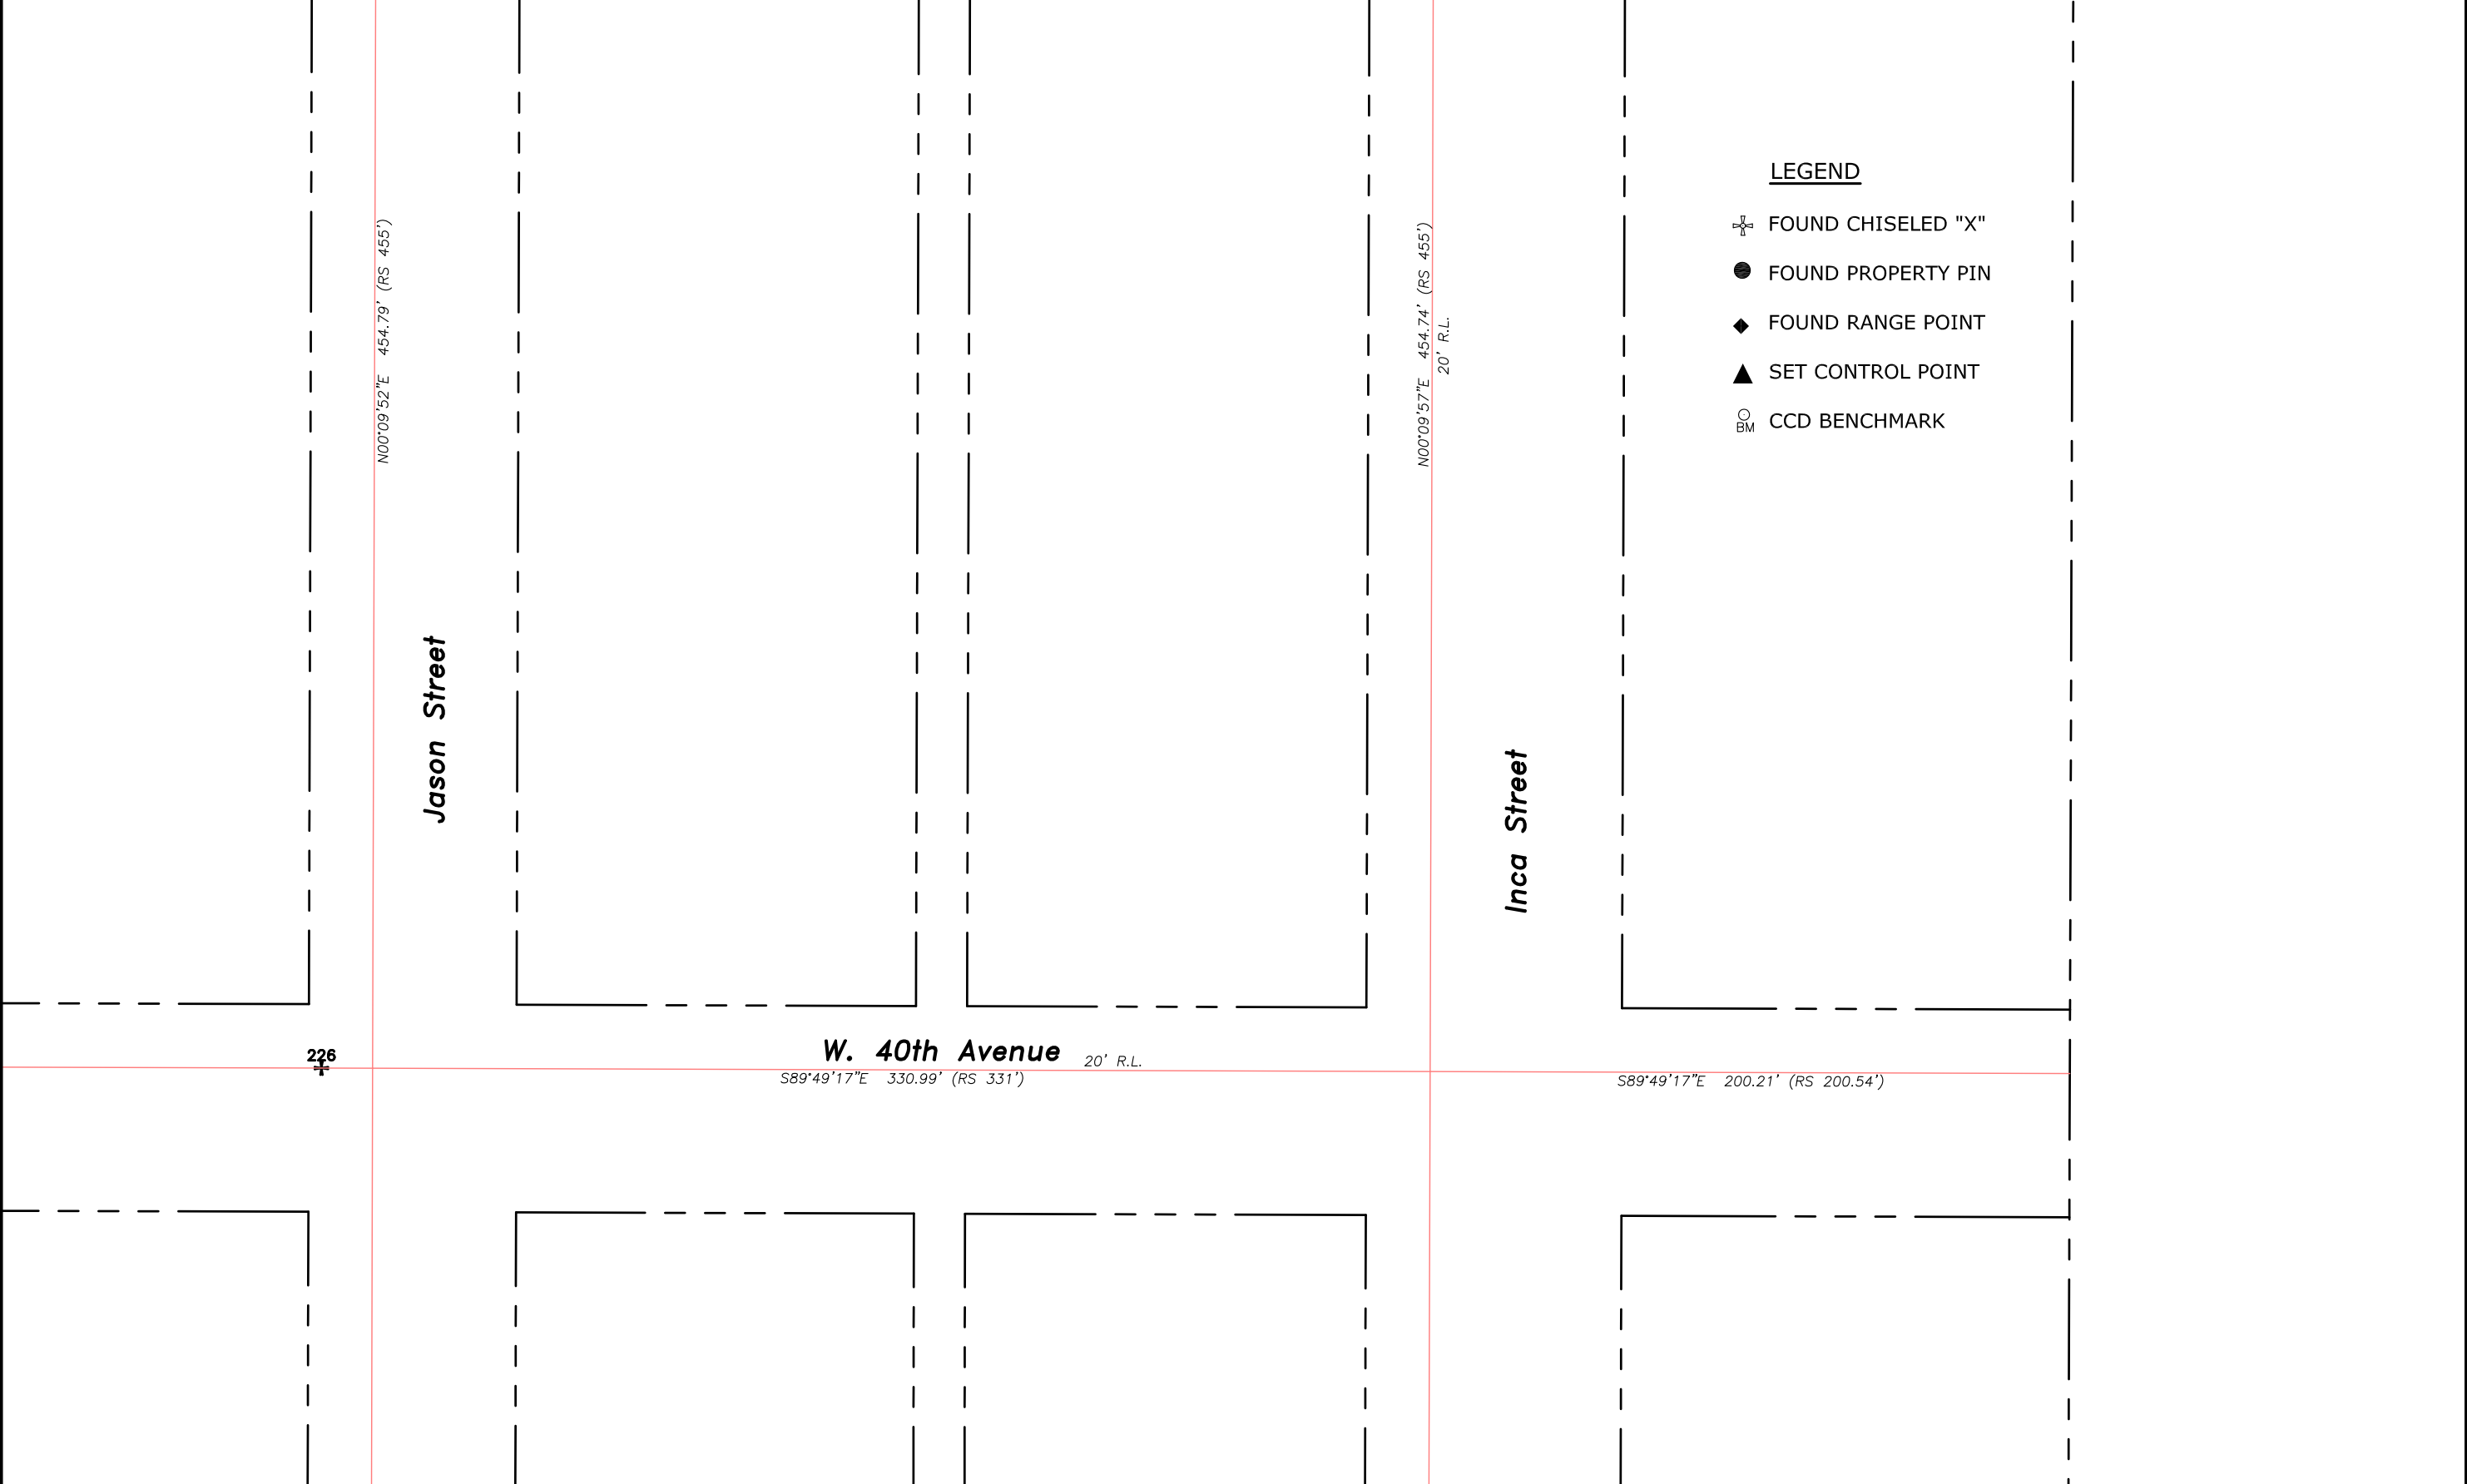 LEGEND
FOUND CHISELED "X"
FOUND PROPERTY PIN
FOUND RANGE POINT
SET CONTROL POINT
BM CCD BENCHMARK
N00°09'52"E 454.79' (RS 455')
N00°09'57"E 454.74' (RS 455')
20' R.L.
Jason Street
Inca Street
226
W. 40th Avenue 20' R.L.
S89°49'17"E 330.99' (RS 331')
S89°49'17"E 200.21' (RS 200.54')